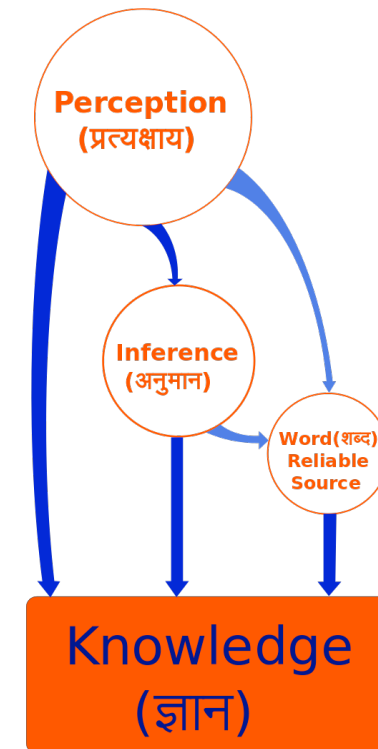 Perception
(प्रत्यक्षाय)
Inference
(अनुमान)
Word(शब्द)
Reliable
Source
Knowledge
(ज्ञान)